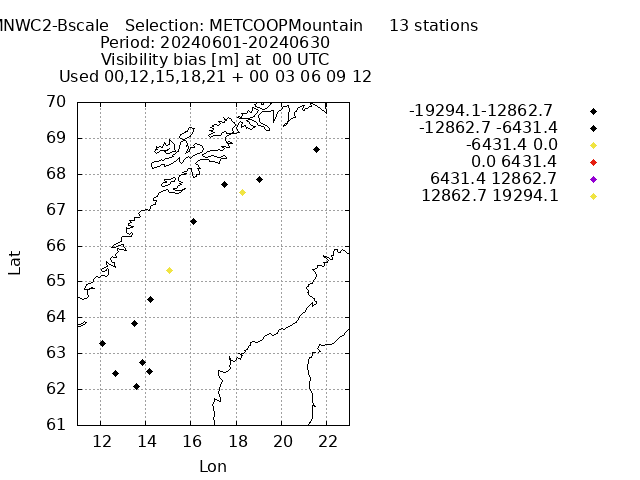 MNWC2-Bscale Selection: METCOOPMountain 13 stations
Period: 20240601-20240630
Visibility bias [m] at 00 UTC
Used 00,12,15,18,21 + 00 03 06 09 12
-19294.1-12862.7
-12862.7 -6431.4
-6431.4 0.0
0.0 6431.4
6431.4 12862.7
12862.7 19294.1
70
69
68
67
66
65
64
63
62
61
Lat
12 14 16 18 20 22
Lon